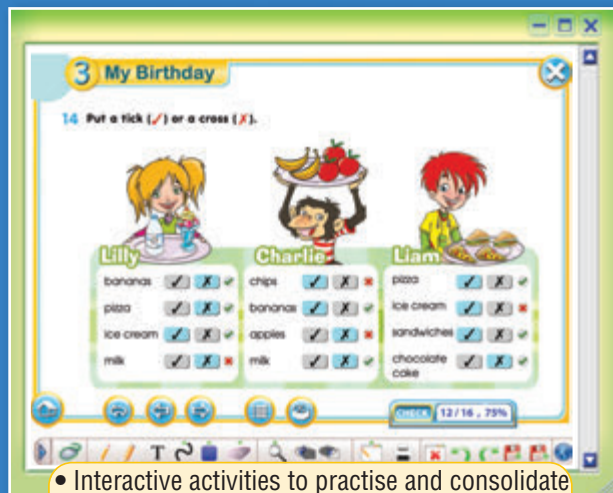 3 My Birthday
14 Put a tick (✓) or a cross (✗).
Lilly
bananas ✓ ✗
pizza ✓ ✗
ice cream ✓ ✗
milk ✓ ✗
Charlie
chips ✓ ✗
bananas ✓ ✗
apples ✓ ✗
milk ✓ ✗
Liam
pizza ✓ ✗
ice cream ✓ ✗
sandwiches ✓ ✗
chocolate ✓ ✗
cake
CHECK 12/16 , 75%
T
• Interactive activities to practise and consolidate